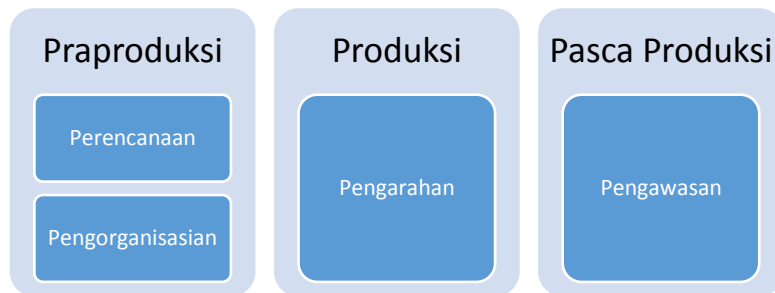 Praproduksi
Perencanaan
Pengorganisasian
Produksi
Pengarahan
Pasca Produksi
Pengawasan